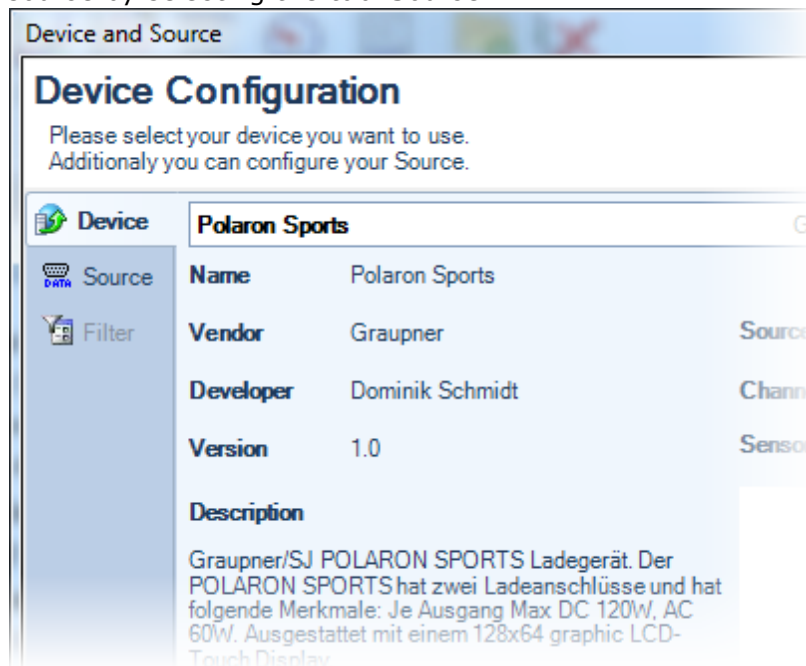 Device and Source
Device Configuration
Please select your device you want to use.
Additionaly you can configure your Source.
Device
Polaron Sports
Source
Name Polaron Sports
Filter
Vendor Graupner
Developer Dominik Schmidt
Version 1.0
Description
Graupner/SJ POLARON SPORTS Ladegerät. Der
POLARON SPORTS hat zwei Ladeanschlüsse und hat
folgende Merkmale: Je Ausgang Max DC 120W, AC
60W. Ausgestattet mit einem 128x64 graphic LCD-
Touch Display